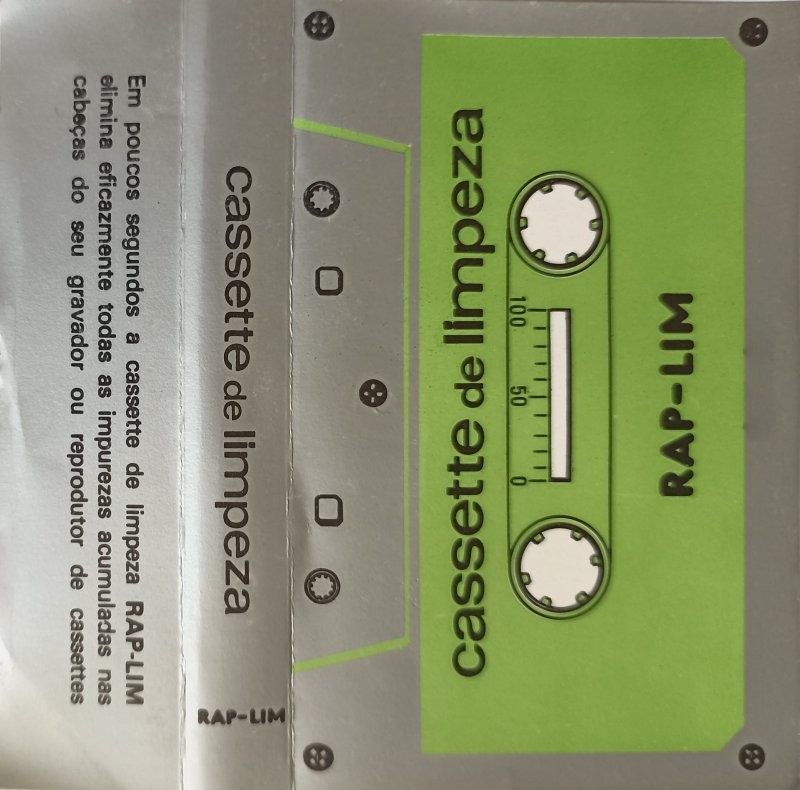 Em poucos segundos a cassette de limpeza RAP-LIM
elimina eficazmente todas as impurezas acumuladas nas
cabeças do seu gravador ou reprodutor de cassettes
cassette de limpeza
RAP-LIM
cassette de limpeza
100 50 0
RAP-LIM